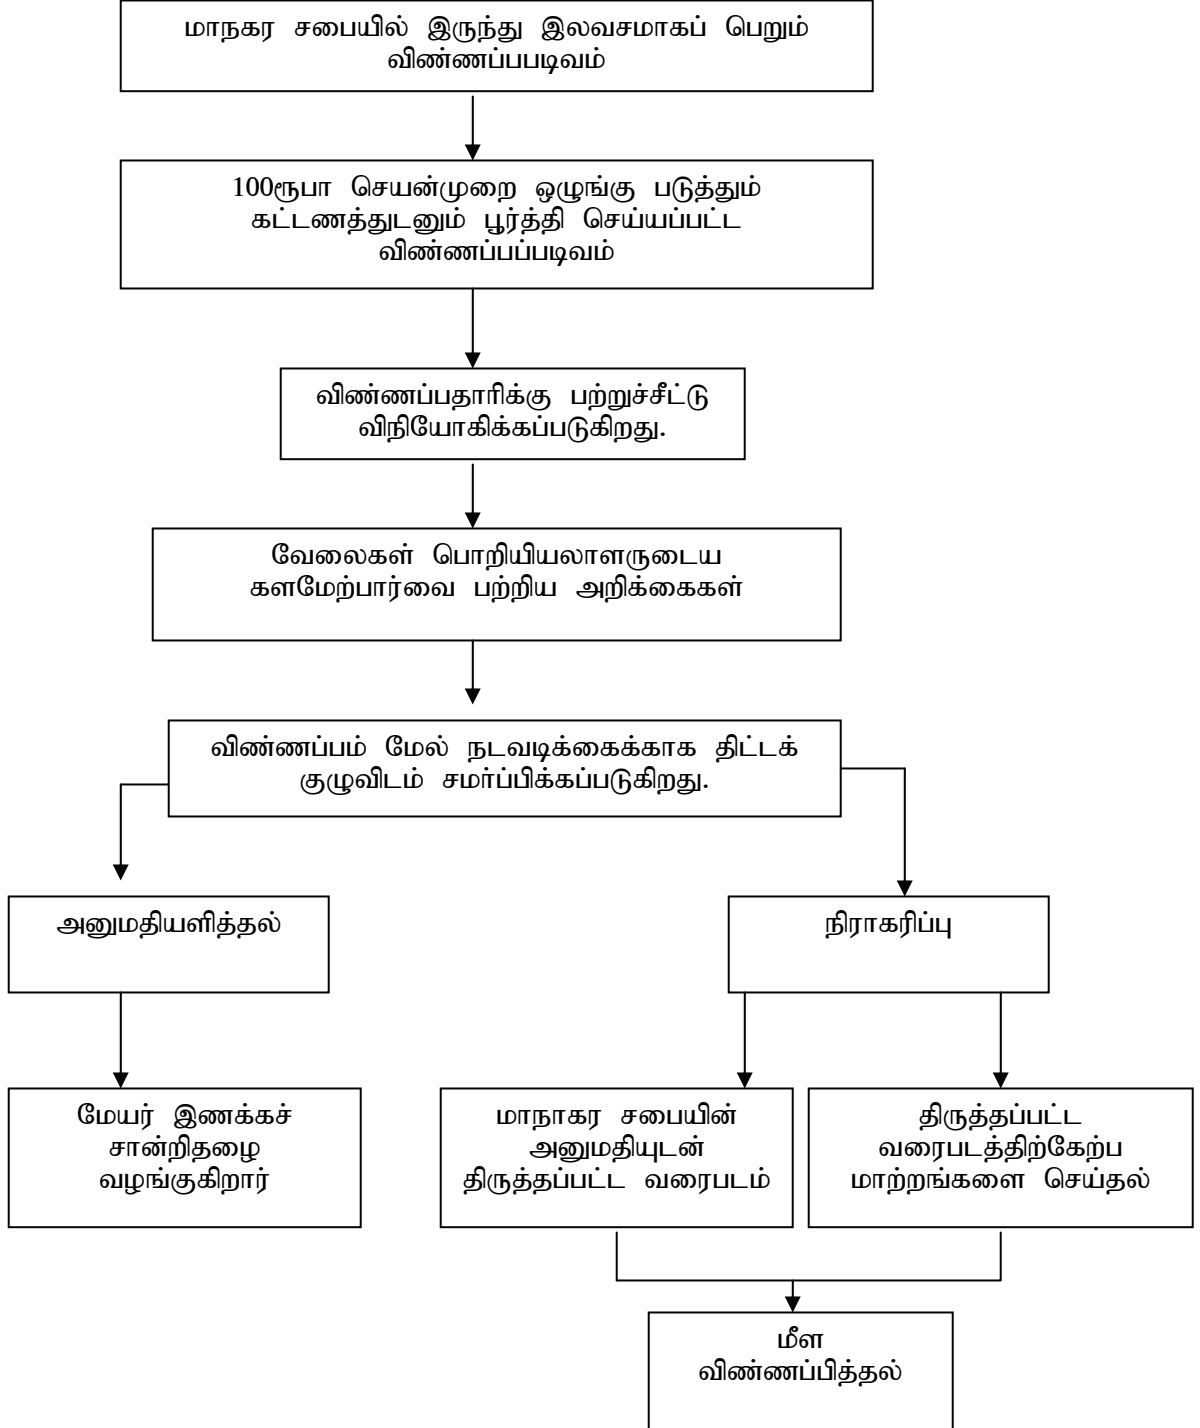 மாநகர சபையில் இருந்து இலவசமாகப் பெறும்
விண்ணப்பபடிவம்
100ரூபா செயன்முறை ஒழுங்கு படுத்தும்
கட்டணத்துடனும் பூர்த்தி செய்யப்பட்ட
விண்ணப்பப்படிவம்
விண்ணப்பதாரிக்கு பற்றுச்சீட்டு
விநியோகிக்கப்படுகிறது.
வேலைகள் பொறியியலாளருடைய
களமேற்பார்வை பற்றிய அறிக்கைகள்
விண்ணப்பம் மேல் நடவடிக்கைக்காக திட்டக்
குழுவிடம் சமர்ப்பிக்கப்படுகிறது.
அனுமதியளித்தல்
நிராகரிப்பு
மேயர் இணக்கச்
சான்றிதழை
வழங்குகிறார்
மாநாகர சபையின்
அனுமதியுடன்
திருத்தப்பட்ட வரைபடம்
திருத்தப்பட்ட
வரைபடத்திற்கேற்ப
மாற்றங்களை செய்தல்
மீள
விண்ணப்பித்தல்